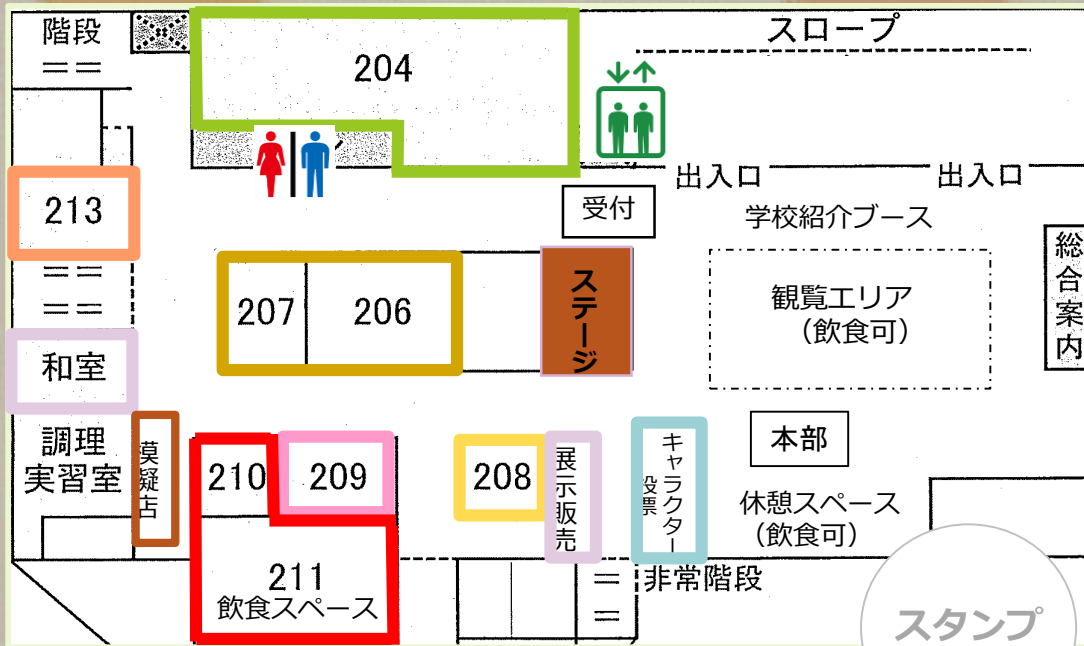 階段
204
スロープ
213
受付
出入口
出入口
学校紹介ブース
総合案内
207
206
ステージ
観覧エリア
（飲食可）
和室
調理
実習室
模擬店
210
209
208
展示販売
キャラクター
投票
本部
休憩スペース
（飲食可）
211
飲食スペース
非常階段
スタンプ